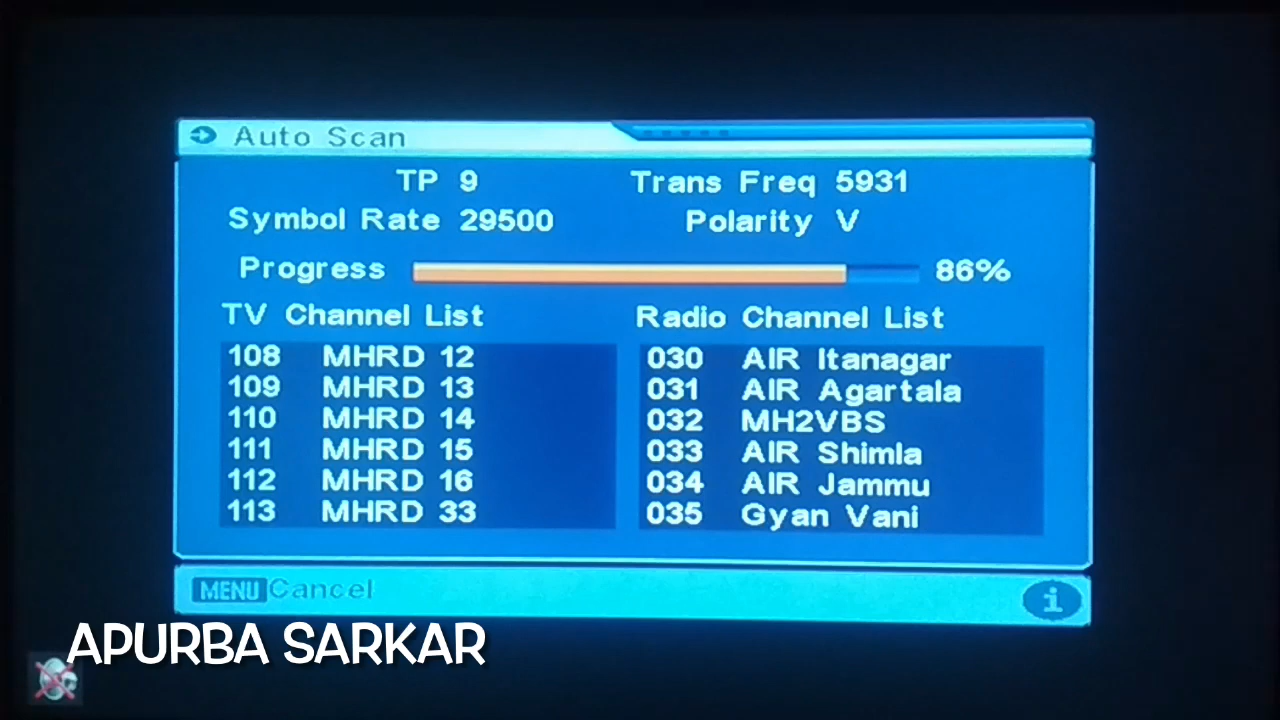 Auto Scan
TP 9 Trans Freq 5931
Symbol Rate 29500 Polarity V
Progress 86%
TV Channel List Radio Channel List
108 MHRD 12 030 AIR Itanagar
109 MHRD 13 031 AIR Agartala
110 MHRD 14 032 MH2VBS
111 MHRD 15 033 AIR Shimla
112 MHRD 16 034 AIR Jammu
113 MHRD 33 035 Gyan Vani
MENU Cancel i
APURBA SARKAR